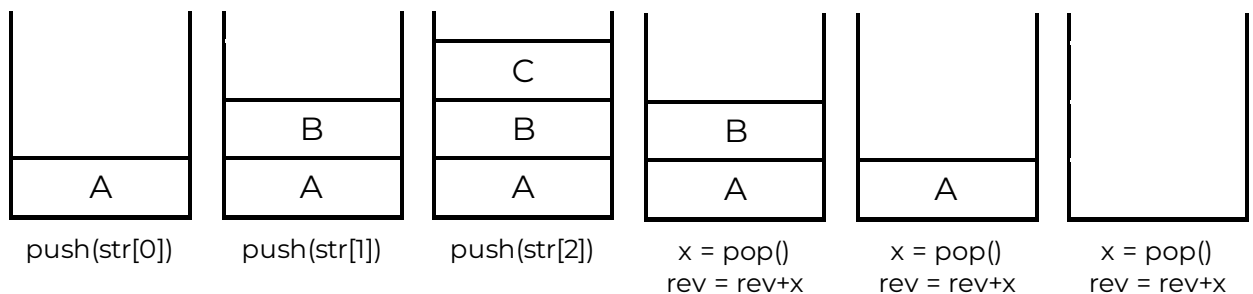 A
push(str[0])
B
A
push(str[1])
C
B
A
push(str[2])
B
A
x = pop()
rev = rev+x
A
x = pop()
rev = rev+x
x = pop()
rev = rev+x